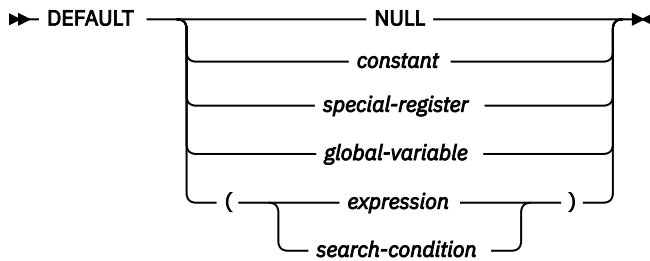 DEFAULT NULL
constant
special-register
global-variable
( expression )
search-condition